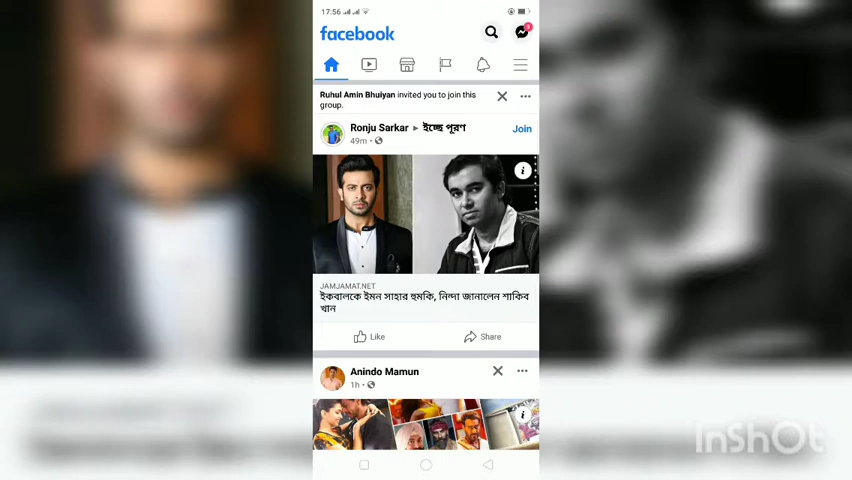 17:56
facebook
Ruhul Amin Bhuiyan invited you to join this
group.
Ronju Sarkar ▸ ইচ্ছে পূরণ
Join
49m
JAMJAMAT.NET
ইকবালকে ইমন সাহার হুমকি, নিন্দা জানালেন শাকিব
খান
Like
Share
Anindo Mamun
1h
InShOt